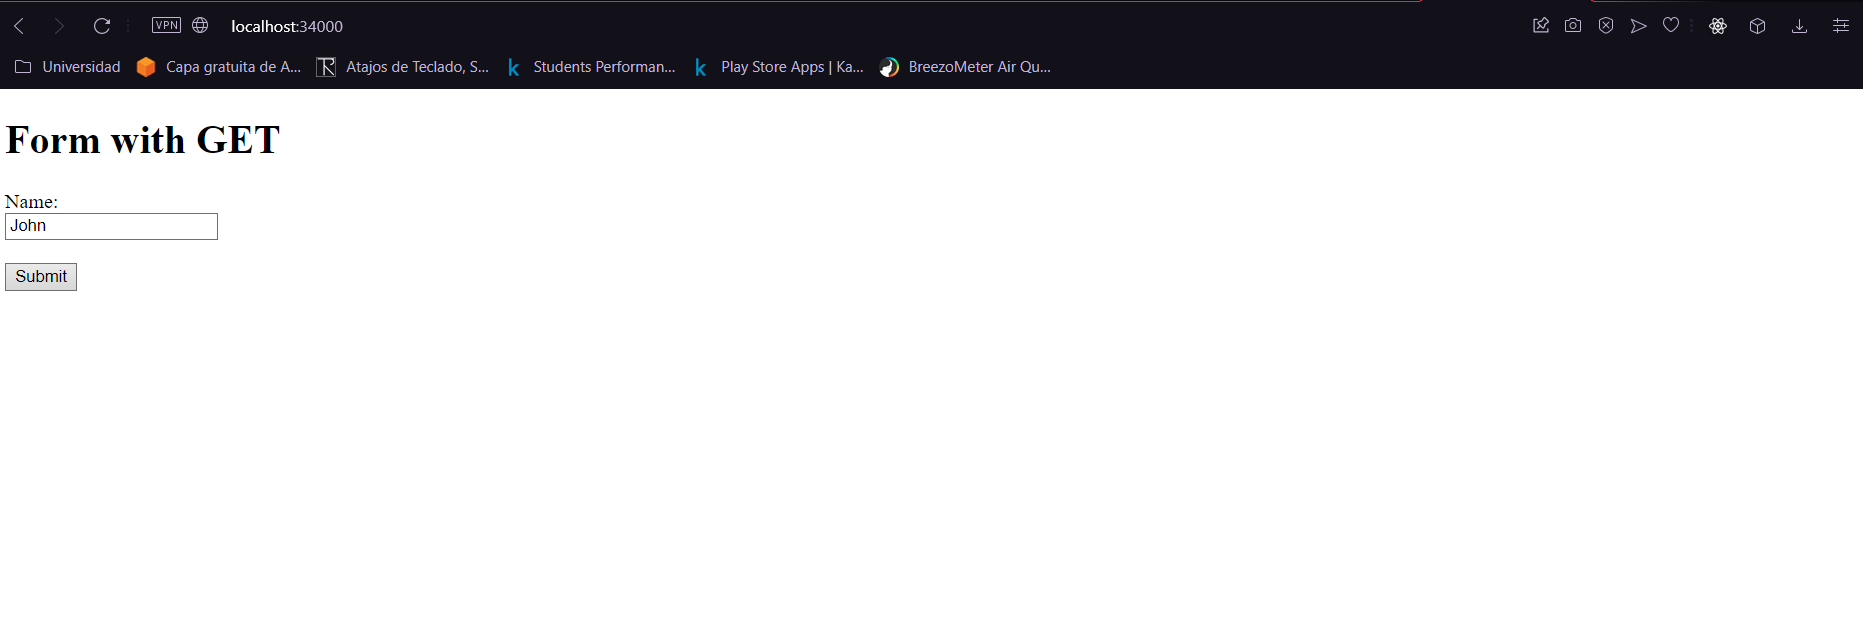 VPN localhost:34000
Universidad Capa gratuita de A... Atajos de Teclado, S... Students Performan... Play Store Apps | Ka... BreezoMeter Air Qu...
Form with GET
Name:
John
Submit